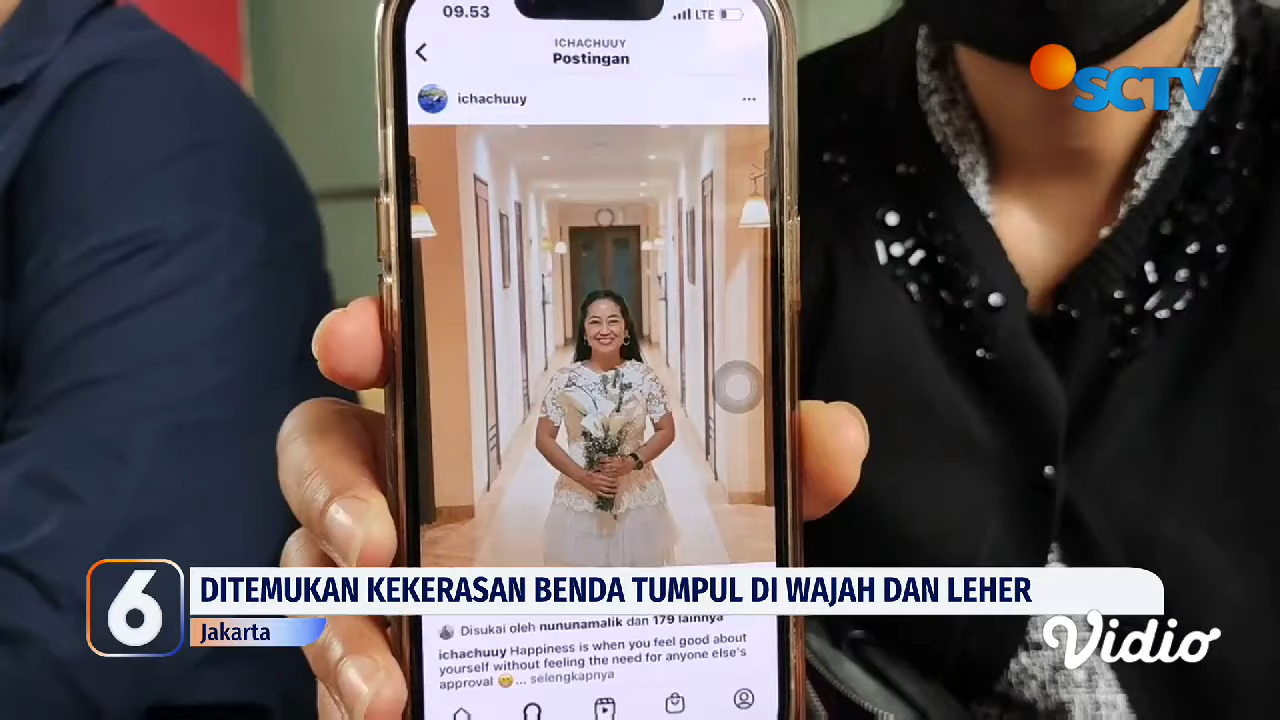 09.53
LTE
ICHACHUUY
Postingan
ichachuuy
SCTV
6
DITEMUKAN KEKERASAN BENDA TUMPUL DI WAJAH DAN LEHER
Jakarta
Disukai oleh nununamalik dan 179 lainnya
Vidio
ichachuuy Happiness is when you feel good about
yourself without feeling the need for anyone else's
approval 😁... selengkapnya